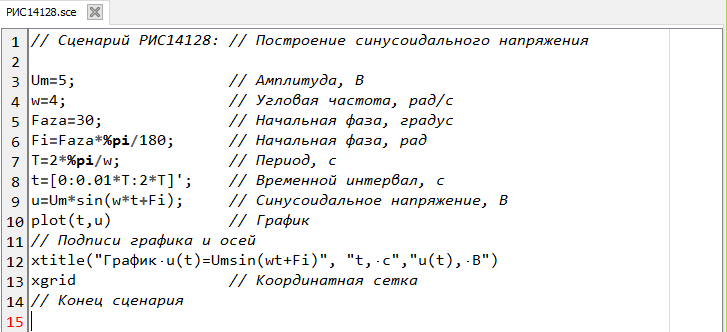 РИС14128.sce
1 // Сценарий РИС14128: // Построение синусоидального напряжения
2
3 Um=5; // Амплитуда, В
4 w=4; // Угловая частота, рад/с
5 Faza=30; // Начальная фаза, градус
6 Fi=Faza*%pi/180; // Начальная фаза, рад
7 T=2*%pi/w; // Период, с
8 t=[0:0.01*T:2*T]'; // Временной интервал, с
9 u=Um*sin(w*t+Fi); // Синусоидальное напряжение, В
10 plot(t,u) // График
11 // Подписи графика и осей
12 xtitle("График·u(t)=Umsin(wt+Fi)", "t,·c","u(t),·В")
13 xgrid // Координатная сетка
14 // Конец сценария
15